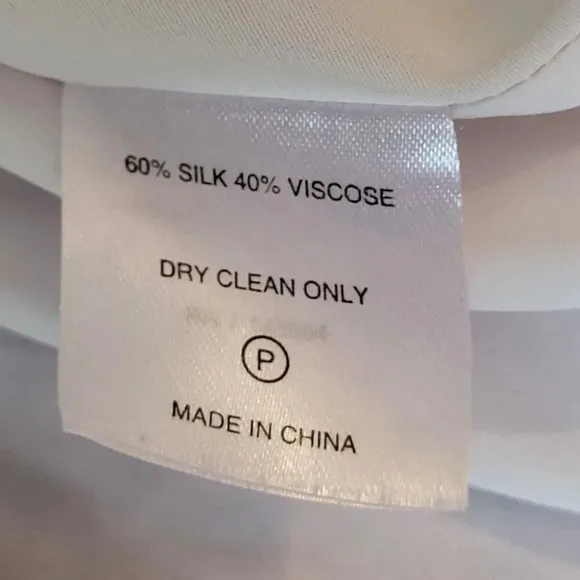 60% SILK 40% VISCOSE
DRY CLEAN ONLY
P
MADE IN CHINA